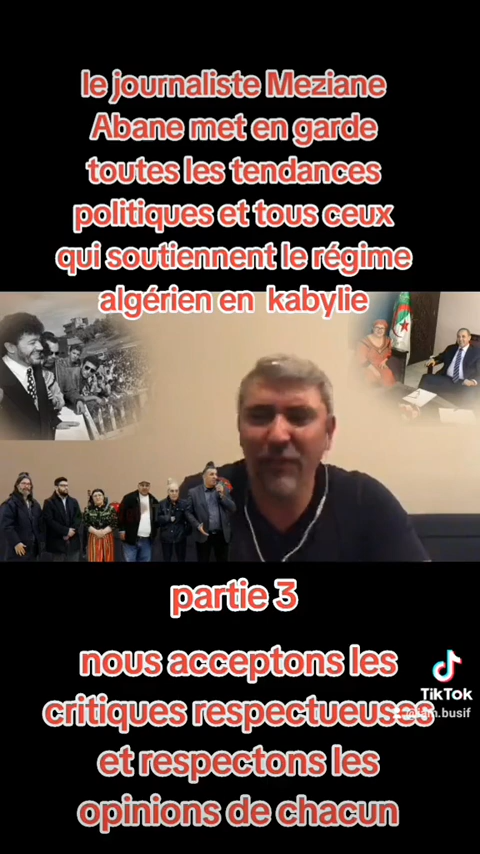 le journaliste Meziane
Abane met en garde
toutes les tendances
politiques et tous ceux
qui soutiennent le régime
algérien en kabylie
partie 3
nous acceptons les
critiques respectueuses
et respectons les
opinions de chacun
TikTok